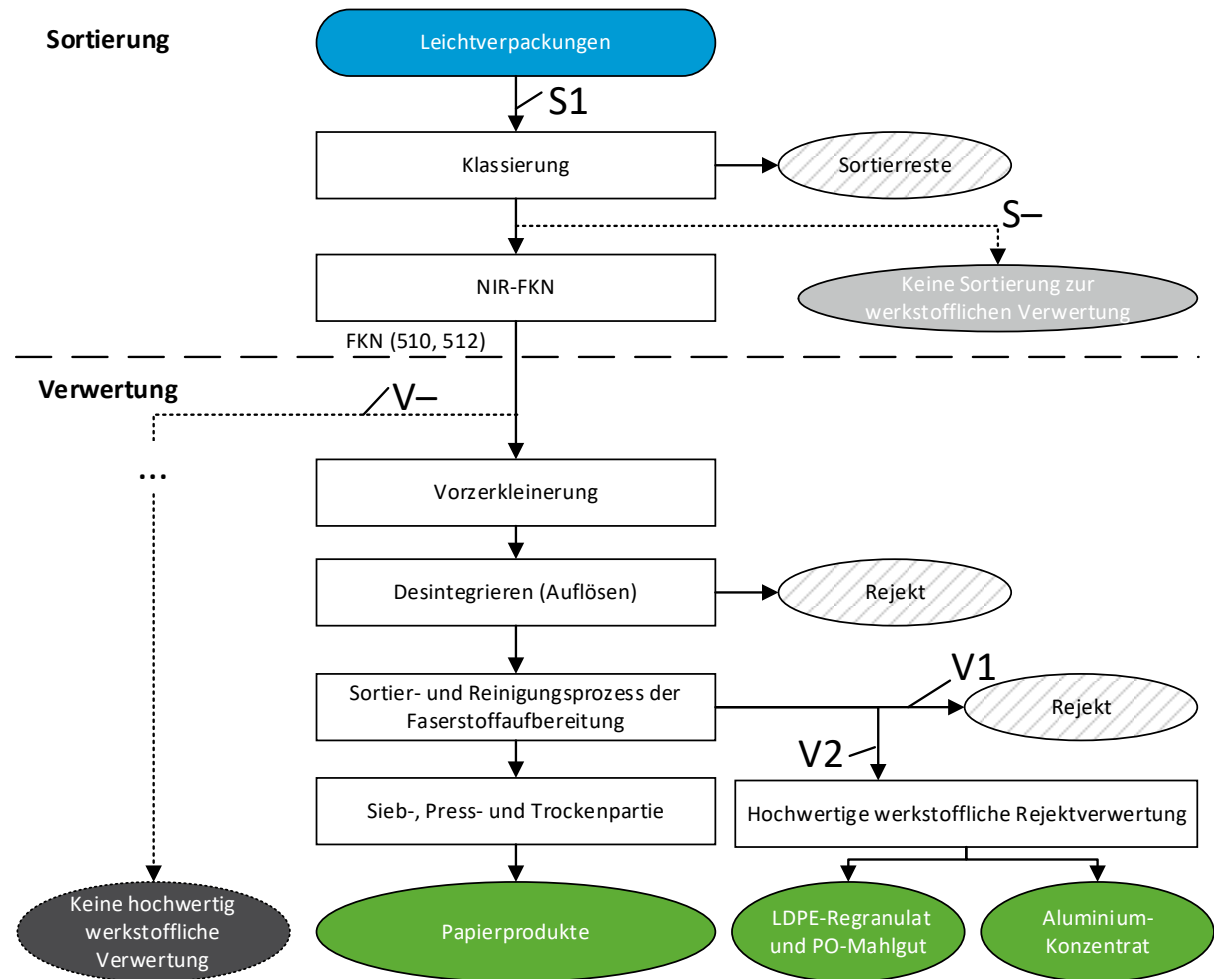 Sortierung
Leichtverpackungen
S1
Klassierung
Sortierreste
S–
NIR-FKN
Keine Sortierung zur
werkstofflichen Verwertung
FKN (510, 512)
Verwertung
V–
...
Vorzerkleinerung
Desintegrieren (Auflösen)
Rejekt
Sortier- und Reinigungsprozess der
Faserstoffaufbereitung
V1
Rejekt
V2
Sieb-, Press- und Trockenpartie
Hochwertige werkstoffliche Rejektverwertung
Keine hochwertig
werkstoffliche
Verwertung
Papierprodukte
LDPE-Regranulat
und PO-Mahlgut
Aluminium-
Konzentrat